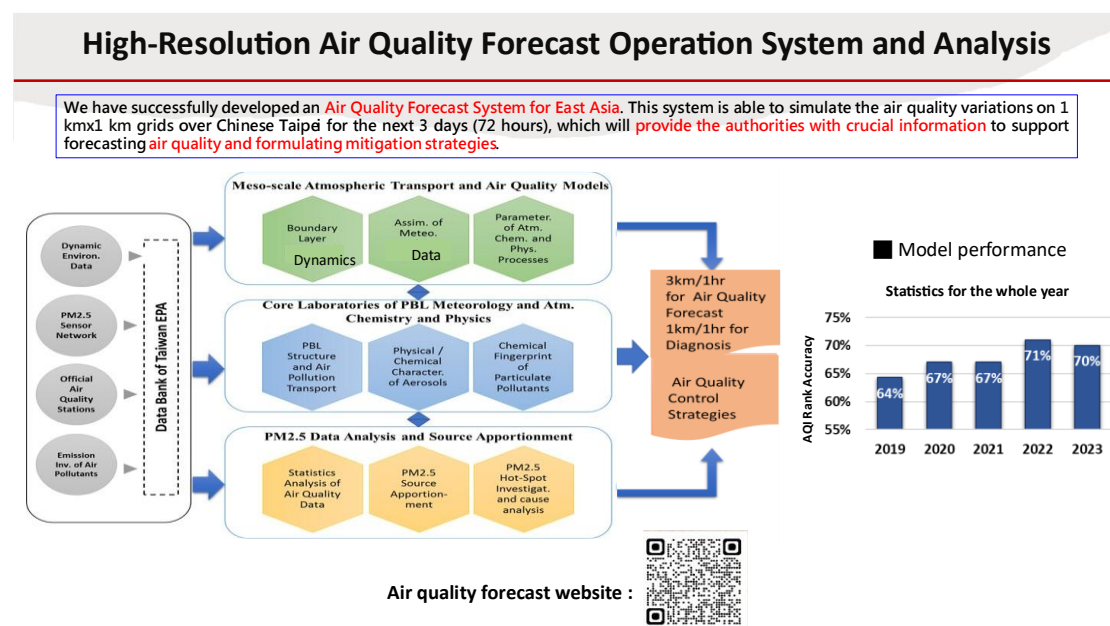 High-Resolution Air Quality Forecast Operation System and Analysis
We have successfully developed an Air Quality Forecast System for East Asia. This system is able to simulate the air quality variations on 1
kmx1 km grids over Chinese Taipei for the next 3 days (72 hours), which will provide the authorities with crucial information to support
forecasting air quality and formulating mitigation strategies.
Dynamic
Environ.
Data
PM2.5
Sensor
Network
Official
Air
Quality
Stations
Emission
Inv. of Air
Pollutants
Data Bank of Taiwan EPA
Meso-scale Atmospheric Transport and Air Quality Models
Boundary
Layer
Dynamics
Assim. of
Meteo.
Data
Parameter.
of Atm.
Chem. and
Phys.
Processes
Core Laboratories of PBL Meteorology and Atm.
Chemistry and Physics
PBL
Structure
and Air
Pollution
Transport
Physical /
Chemical
Character.
of Aerosols
Chemical
Fingerprint
of
Particulate
Pollutants
PM2.5 Data Analysis and Source Apportionment
Statistics
Analysis of
Air Quality
Data
PM2.5
Source
Apportion-
ment
PM2.5
Hot-Spot
Investigat.
and cause
analysis
3km/1hr
for Air Quality
Forecast
1km/1hr for
Diagnosis
Air Quality
Control
Strategies
Model performance
Statistics for the whole year
AQI Rank Accuracy
75%
70%
65%
60%
55%
64%
67%
67%
71%
70%
2019 2020 2021 2022 2023
Air quality forecast website :